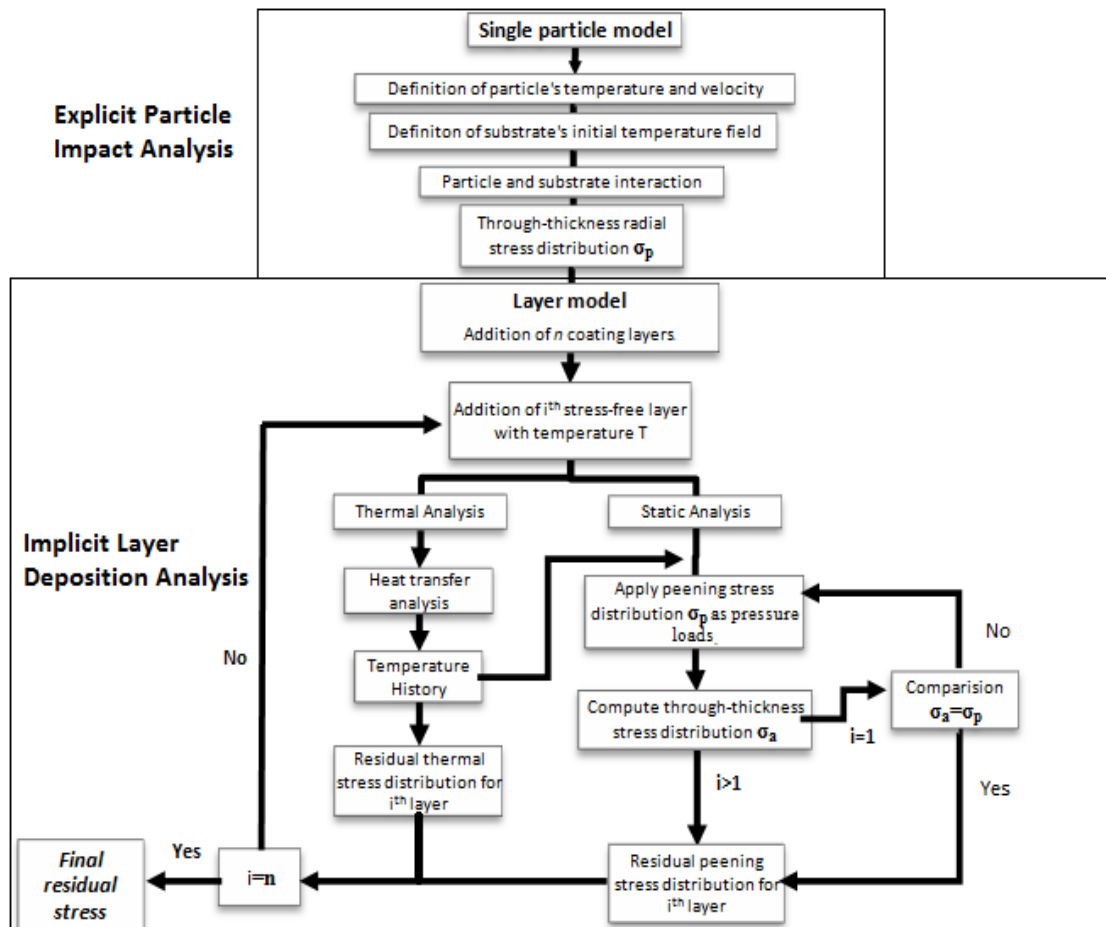 Single particle model
Definition of particle's temperature and velocity
Explicit Particle
Impact Analysis
Definiton of substrate's initial temperature field
Particle and substrate interaction
Through-thickness radial
stress distribution σp
Layer model
Addition of n coating layers.
Addition of ith stress-free layer
with temperature T
Thermal Analysis
Static Analysis
Implicit Layer
Deposition Analysis
Heat transfer
analysis
Apply peening stress
distribution σp as pressure
loads.
No
No
Temperature
History
Compute through-thickness
stress distribution σa
i=1
Comparision
σa=σp
Residual thermal
stress distribution for
ith layer
i>1
Yes
Final
residual
stress
Yes
i=n
Residual peening
stress distribution for
ith layer